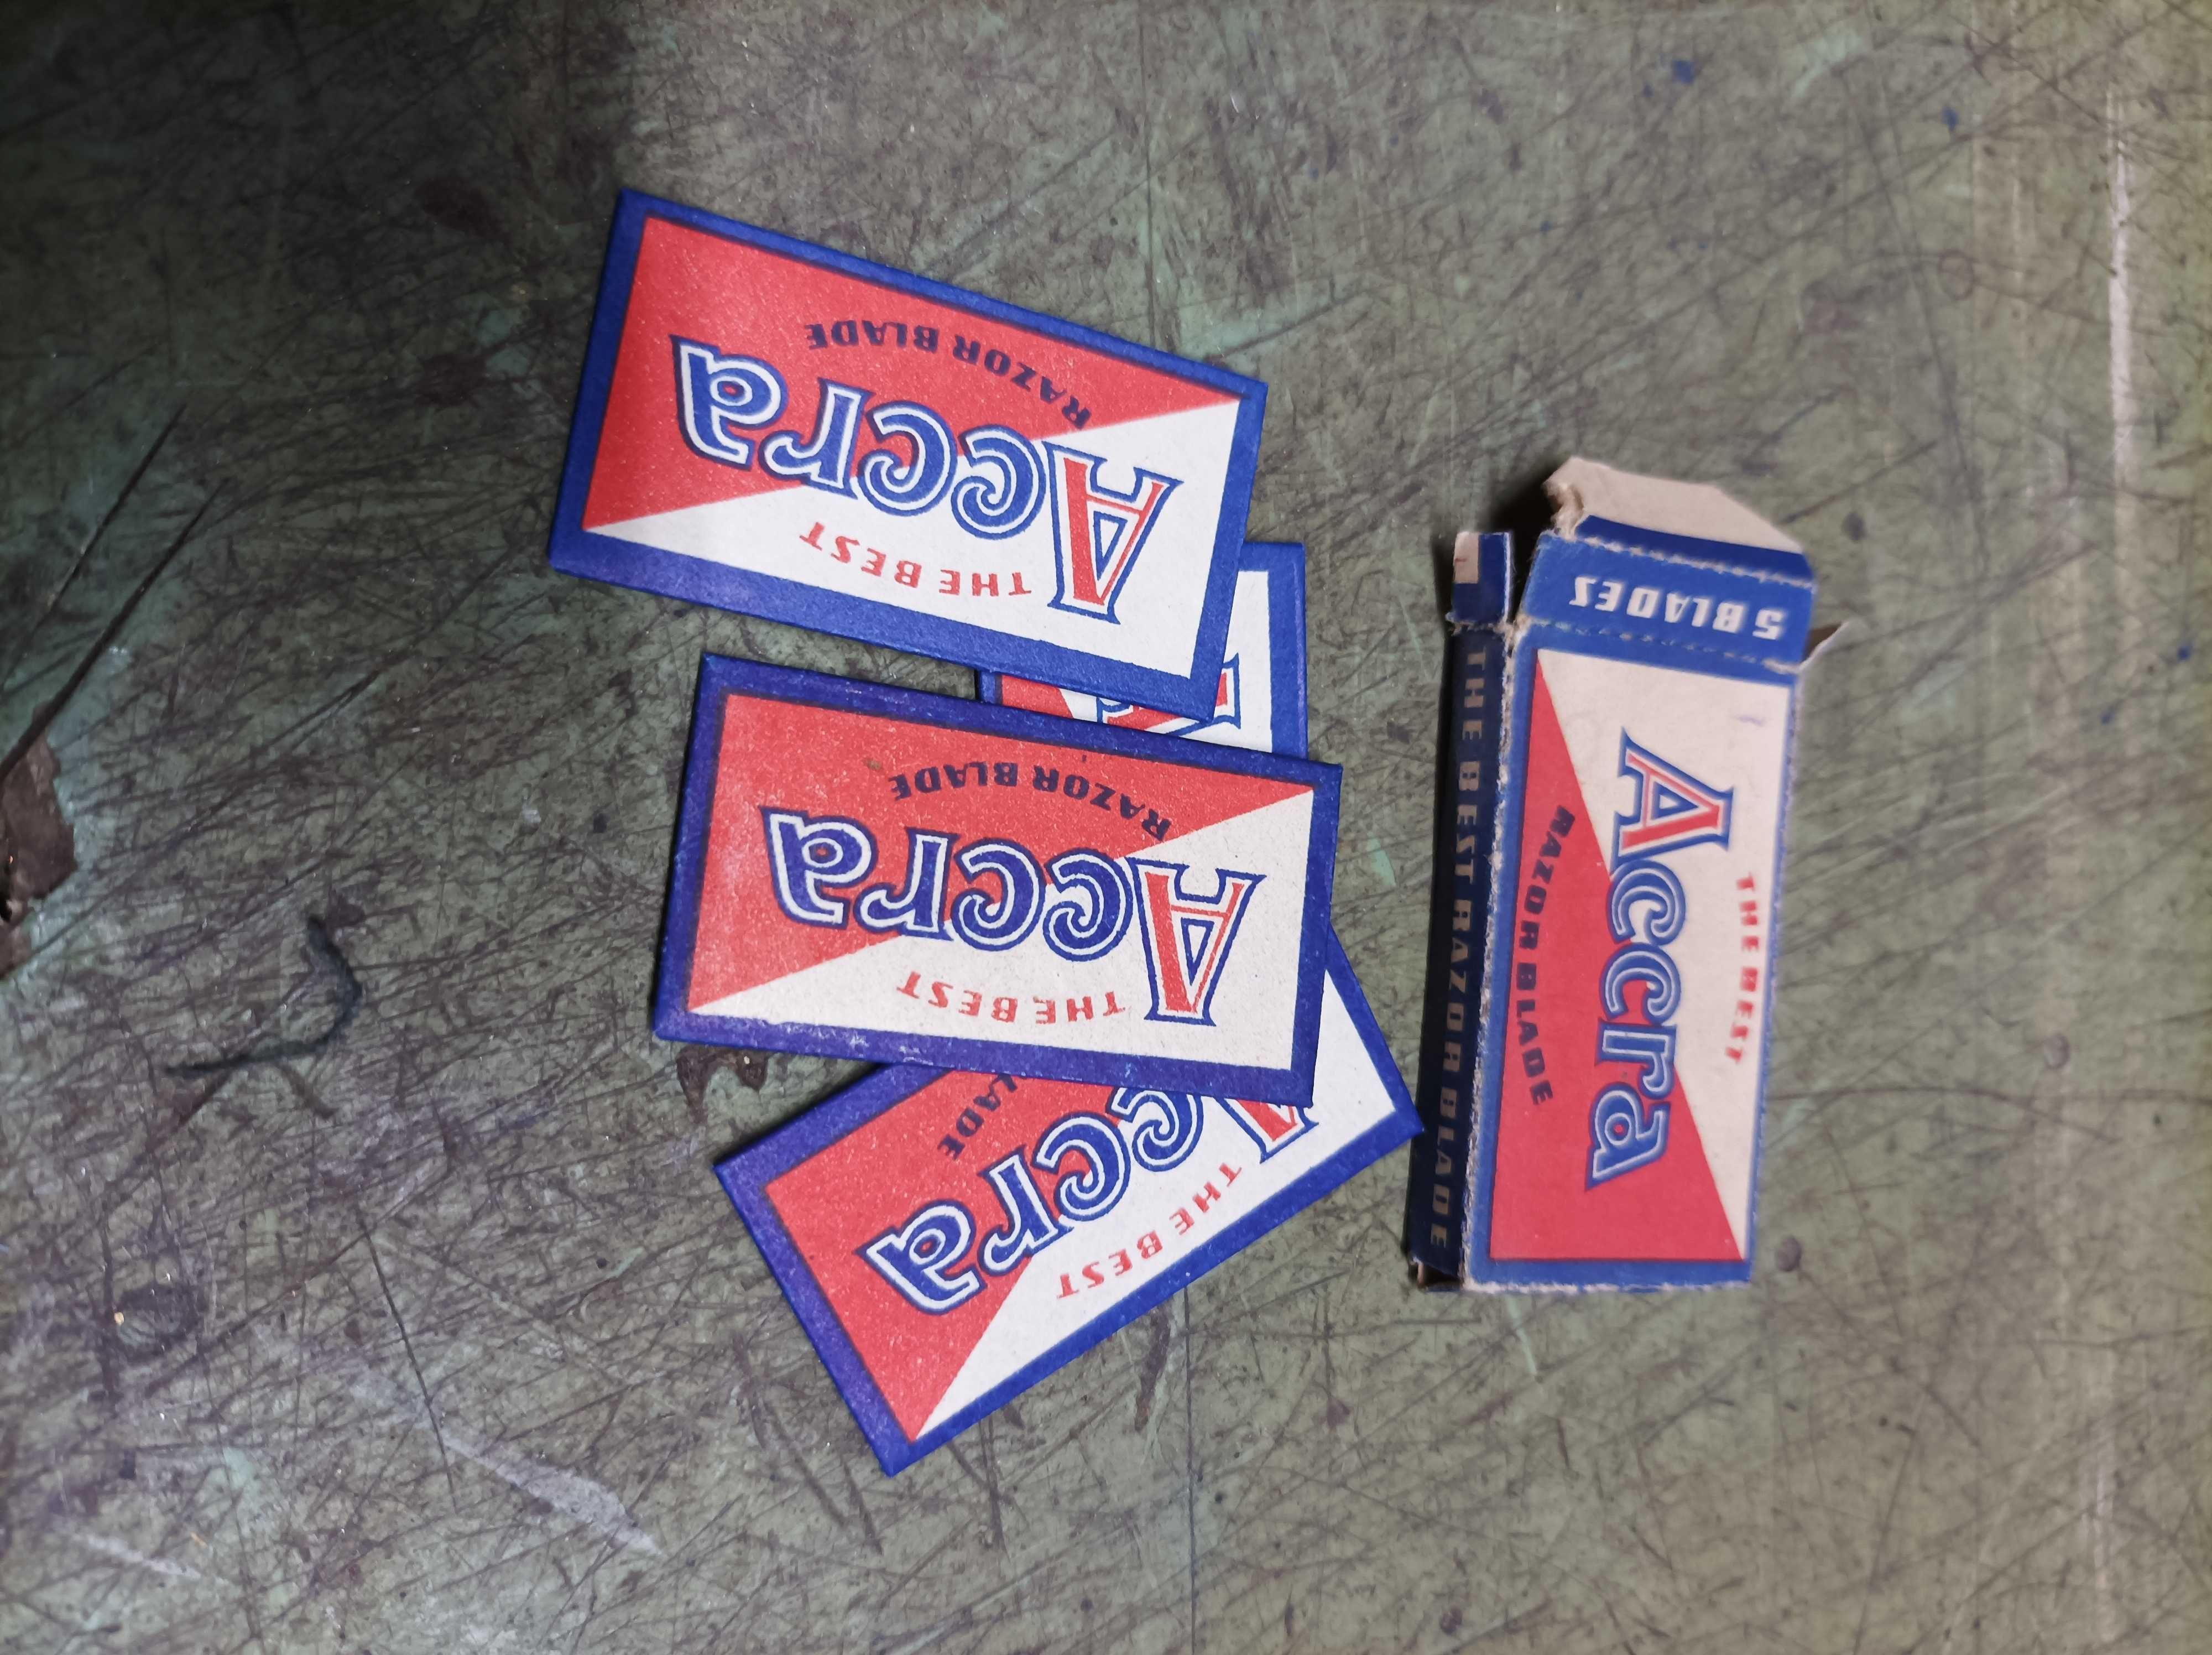 THE BEST
Accra
RAZOR BLADE
THE BEST
Accra
RAZOR BLADE
THE BEST
Accra
BLADE
5 BLADES
THE BEST
Accra
RAZOR BLADE
THE BEST RAZOR BLADE